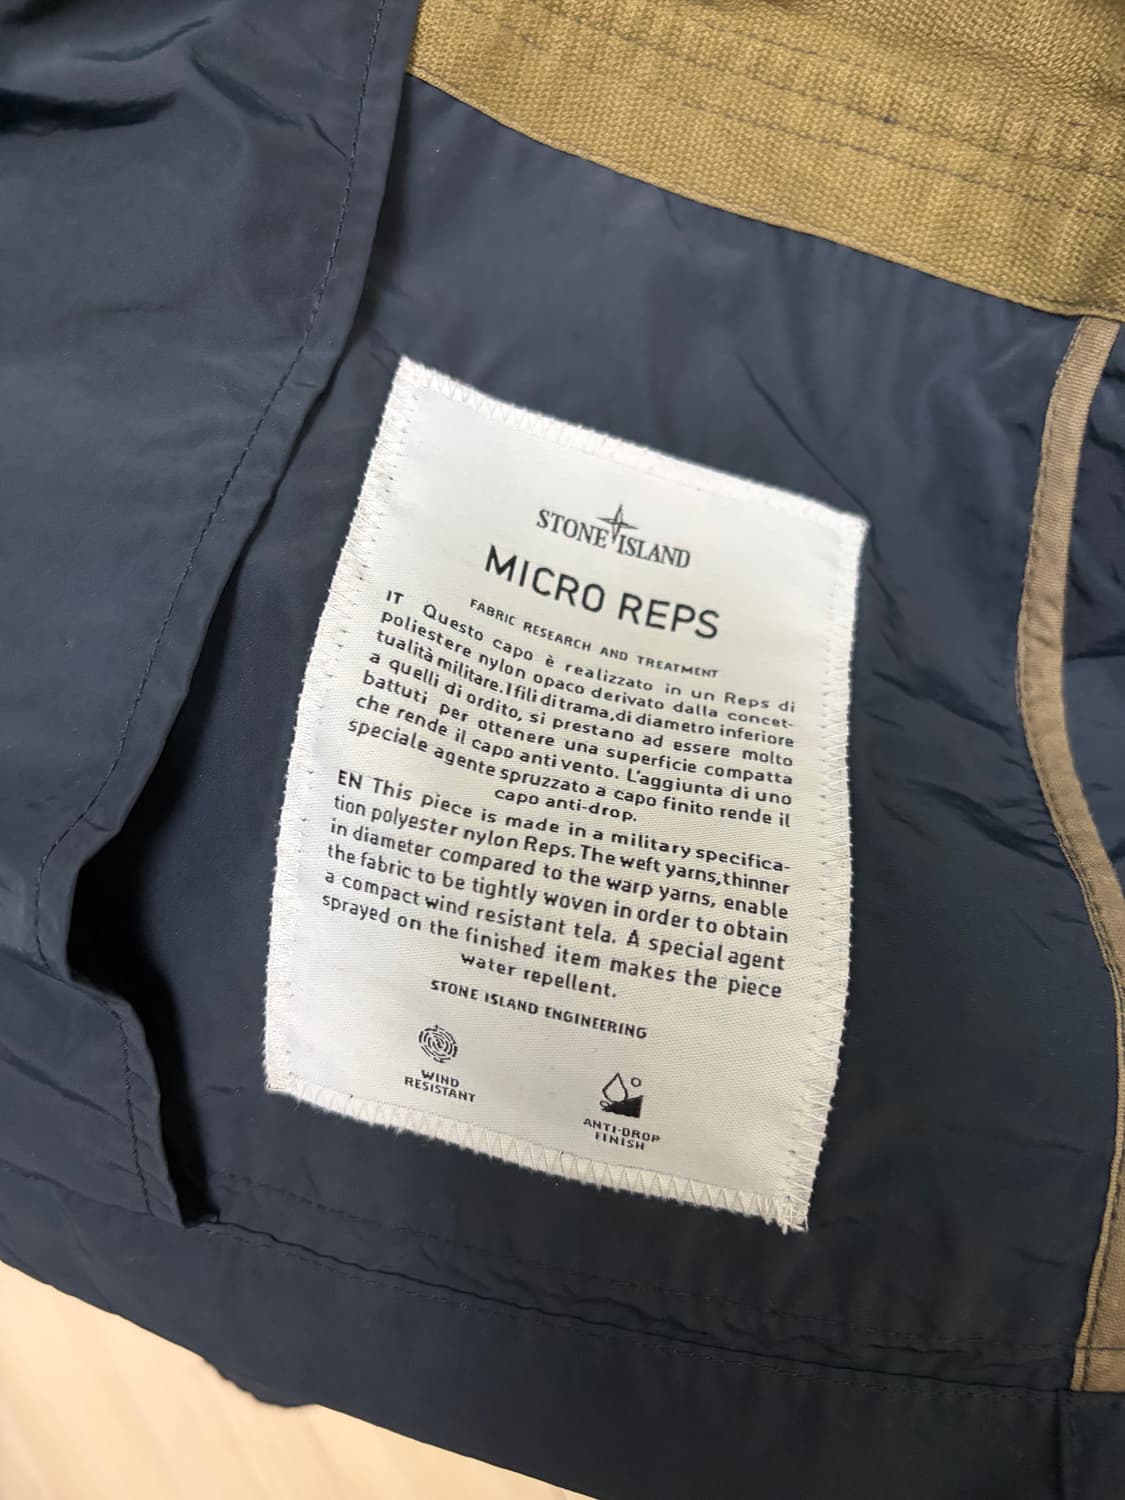 STONE ISLAND
MICRO REPS
FABRIC RESEARCH AND TREATMENT
IT Questo capo è realizzato in un Reps di
poliestere nylon opaco derivato dalla concet-
tualità militare. I fili di trama, di diametro inferiore
a quelli di ordito, si prestano ad essere molto
battuti per ottenere una superficie compatta
che rende il capo anti vento. L'aggiunta di uno
speciale agente spruzzato a capo finito rende il
capo anti-drop.
EN This piece is made in a military specifica-
tion polyester nylon Reps. The weft yarns, thinner
in diameter compared to the warp yarns, enable
the fabric to be tightly woven in order to obtain
a compact wind resistant tela. A special agent
sprayed on the finished item makes the piece
water repellent.
STONE ISLAND ENGINEERING
WIND
RESISTANT
ANTI-DROP
FINISH